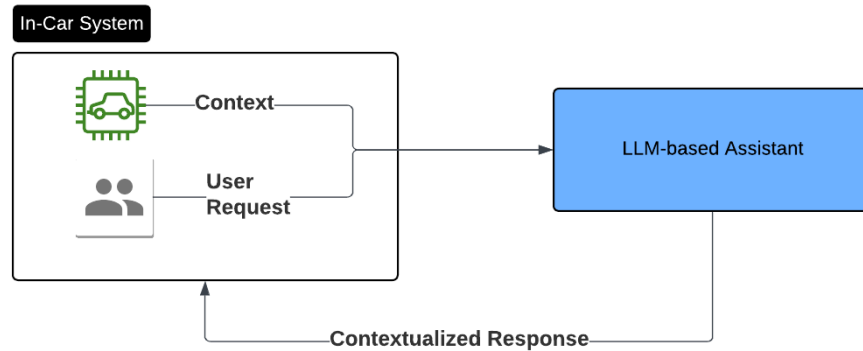 In-Car System
Context
User
Request
LLM-based Assistant
Contextualized Response